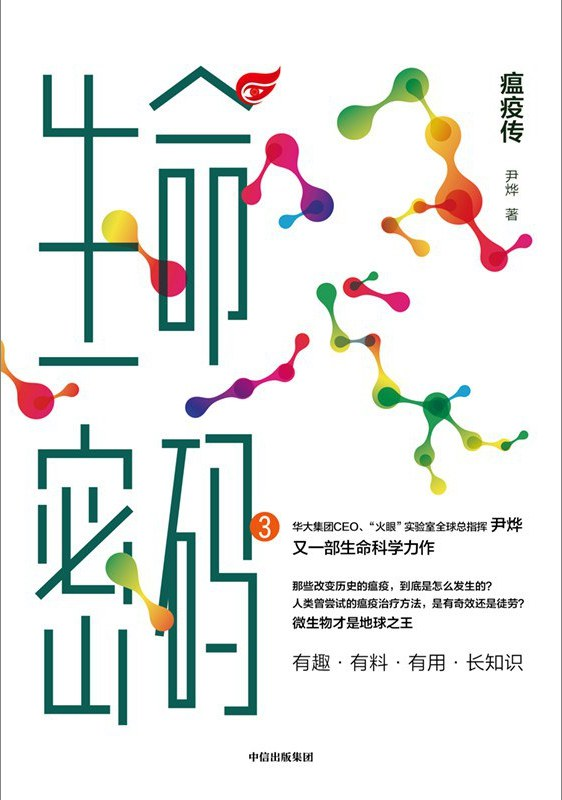 生命
密码
3
瘟疫传
尹烨 著
华大集团CEO、“火眼”实验室全球总指挥 尹烨
又一部生命科学力作
那些改变历史的瘟疫，到底是怎么发生的?
人类曾尝试的瘟疫治疗方法，是有奇效还是徒劳?
微生物才是地球之王
有趣·有料·有用·长知识
中信出版集团